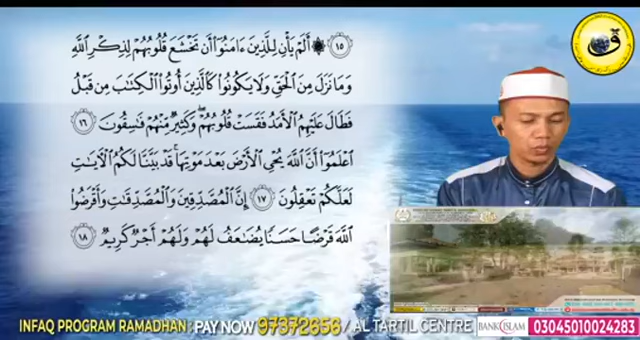 ١٥ ۞ أَلَمْ يَأْنِ لِلَّذِينَ ءَامَنُوٓا۟ أَن تَخْشَعَ قُلُوبُهُمْ لِذِكْرِ ٱللَّهِ
وَمَا نَزَلَ مِنَ ٱلْحَقِّ وَلَا يَكُونُوا۟ كَٱلَّذِينَ أُوتُوا۟ ٱلْكِتَٰبَ مِن قَبْلُ
فَطَالَ عَلَيْهِمُ ٱلْأَمَدُ فَقَسَتْ قُلُوبُهُمْ ۖ وَكَثِيرٌ مِّنْهُمْ فَٰسِقُونَ ١٦
ٱعْلَمُوٓا۟ أَنَّ ٱللَّهَ يُحْىِ ٱلْأَرْضَ بَعْدَ مَوْتِهَا ۚ قَدْ بَيَّنَّا لَكُمُ ٱلْءَايَٰتِ
لَعَلَّكُمْ تَعْقِلُونَ ١٧ إِنَّ ٱلْمُصَّدِّقِينَ وَٱلْمُصَّدِّقَٰتِ وَأَقْرَضُوا۟
ٱللَّهَ قَرْضًا حَسَنًا يُضَٰعَفُ لَهُمْ وَلَهُمْ أَجْرٌ كَرِيمٌ ١٨
INFAQ PROGRAM RAMADHAN : PAY NOW 97372656 / AL TARTIL CENTRE BANK ISLAM 03045010024283